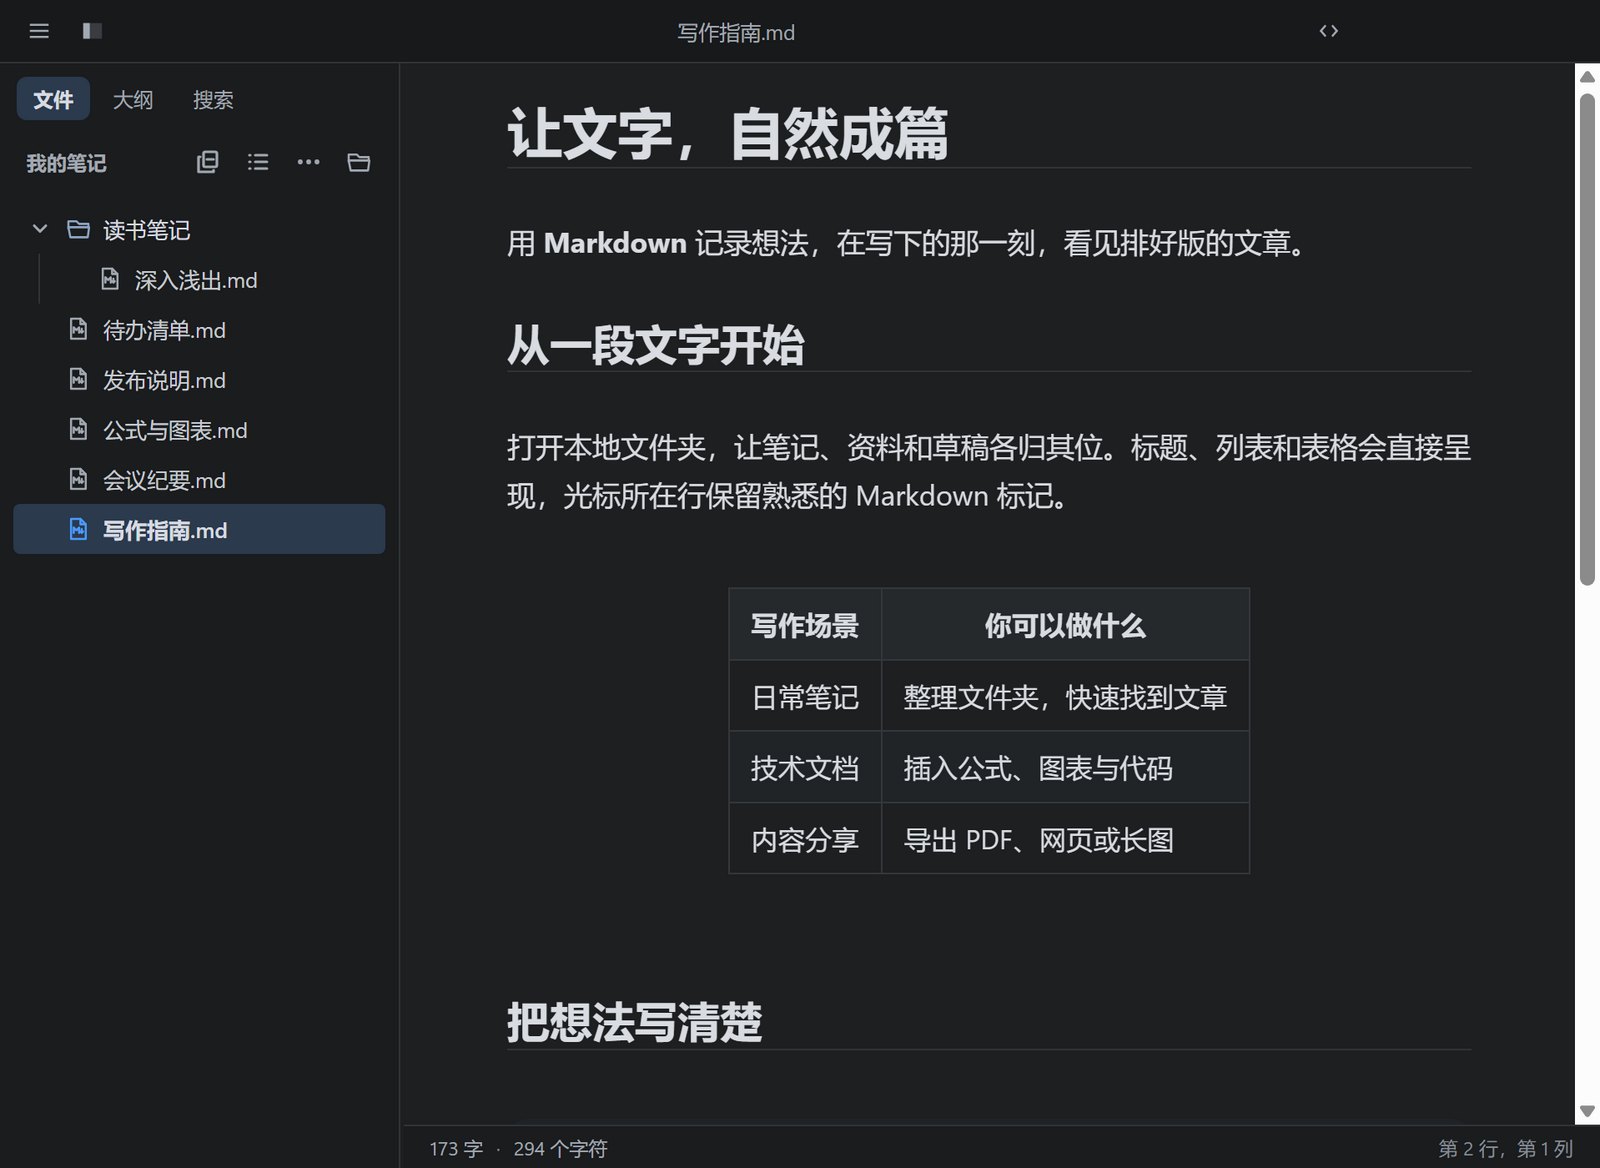 写作指南.md
文件 大纲 搜索
我的笔记
读书笔记
深入浅出.md
待办清单.md
发布说明.md
公式与图表.md
会议纪要.md
写作指南.md
让文字，自然成篇
用 Markdown 记录想法，在写下的那一刻，看见排好版的文章。
从一段文字开始
打开本地文件夹，让笔记、资料和草稿各归其位。标题、列表和表格会直接呈
现，光标所在行保留熟悉的 Markdown 标记。
写作场景 你可以做什么
日常笔记 整理文件夹，快速找到文章
技术文档 插入公式、图表与代码
内容分享 导出 PDF、网页或长图
把想法写清楚
173 字 · 294 个字符
第 2 行，第 1 列